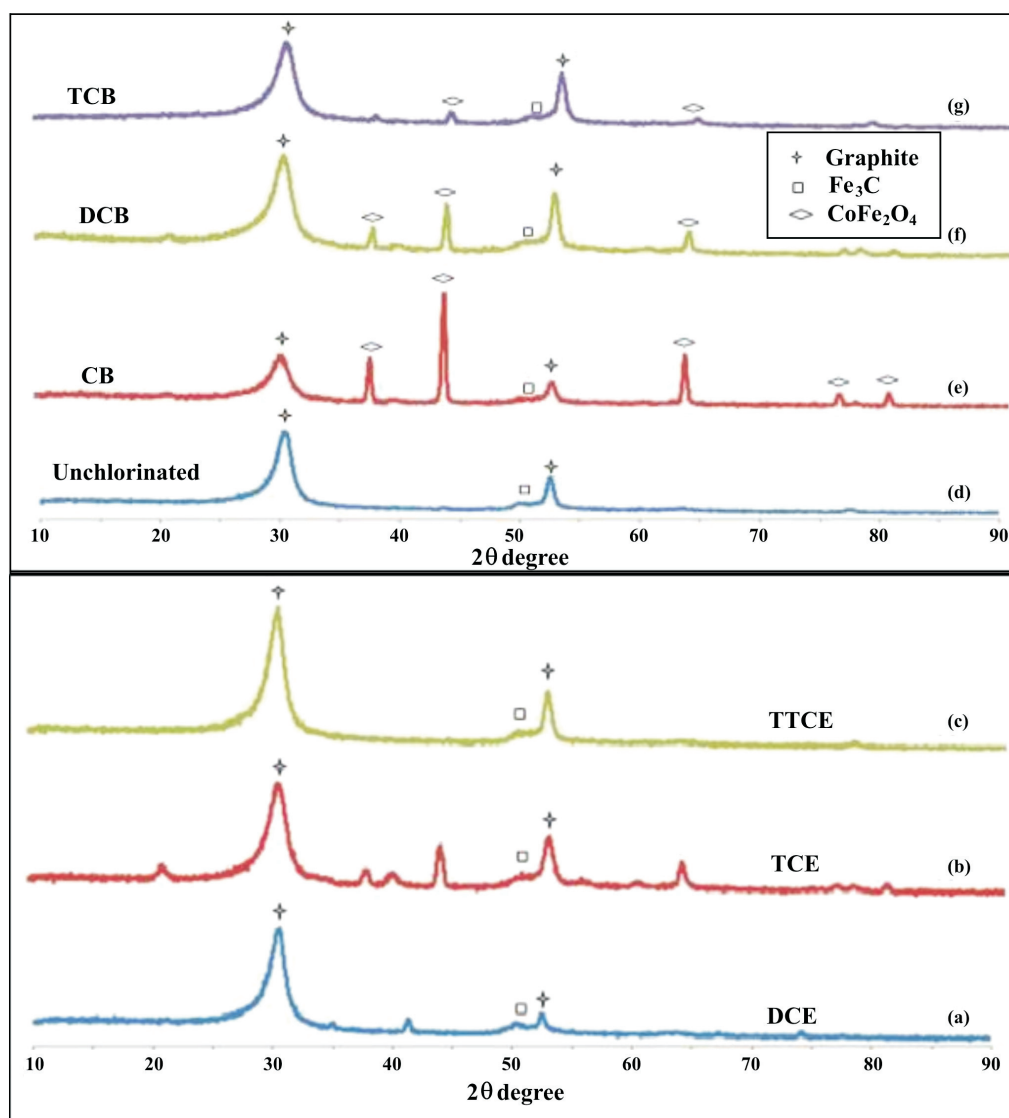 TCB
(g)
Graphite
Fe₃C
CoFe₂O₄
DCB
(f)
CB
(e)
Unchlorinated
(d)
10 20 30 40 50 60 70 80 90
2θ degree
TTCE
(c)
TCE
(b)
DCE
(a)
10 20 30 40 50 60 70 80 90
2θ degree